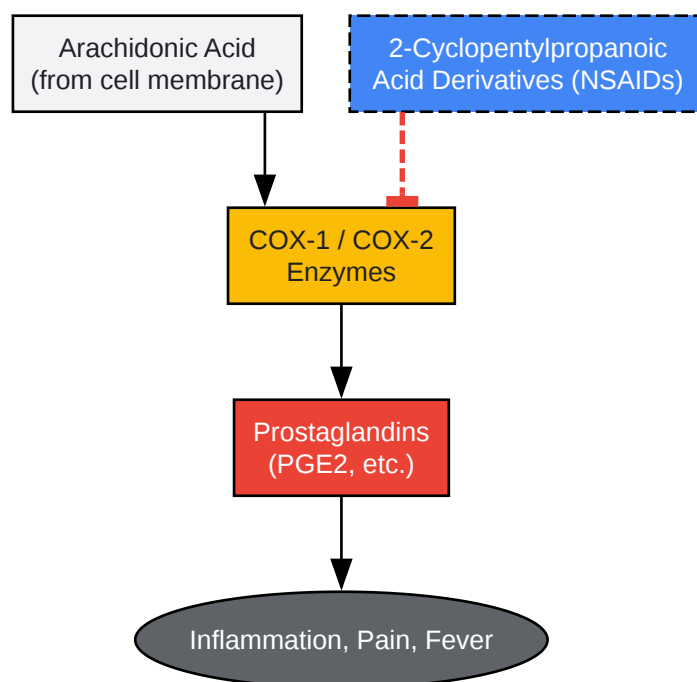 Arachidonic Acid
(from cell membrane)
2-Cyclopentylpropanoic
Acid Derivatives (NSAIDs)
COX-1 / COX-2
Enzymes
Prostaglandins
(PGE2, etc.)
Inflammation, Pain, Fever